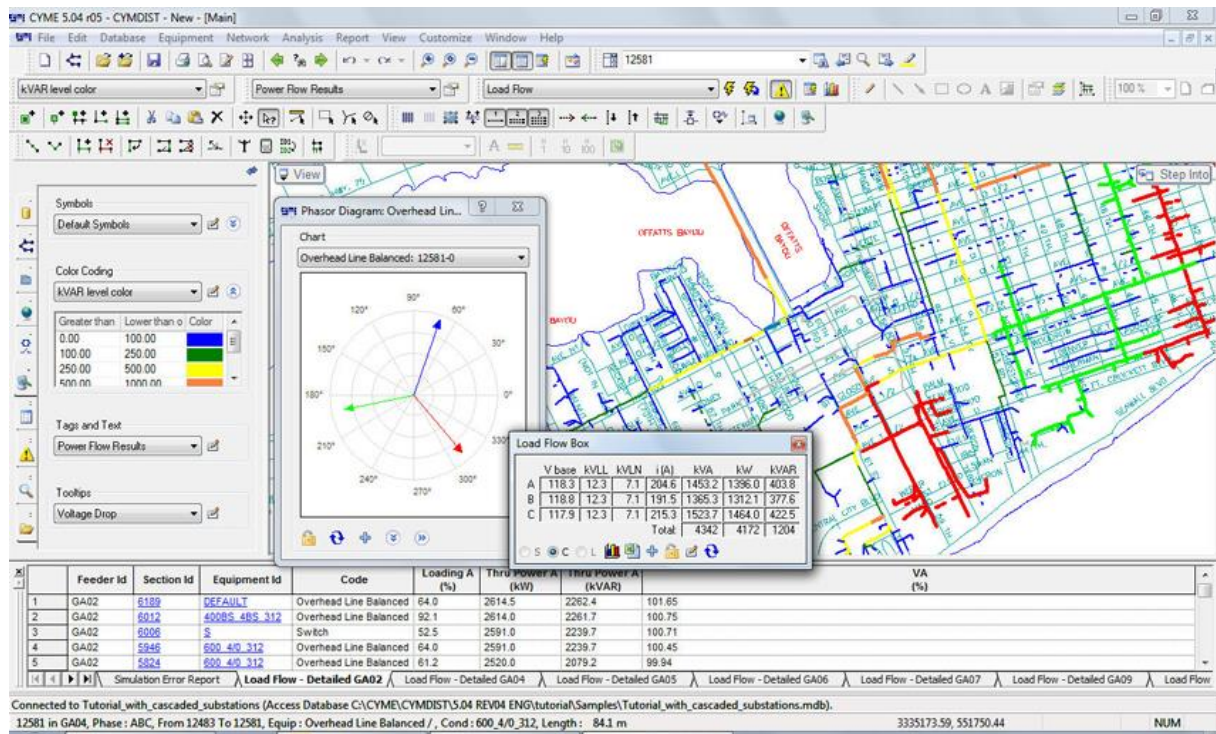 CYME 5.04 r05 - CYMDIST - New - [Main]
File Edit Database Equipment Network Analysis Report View Customize Window Help
12581
kVAR level color
Power Flow Results
Load Flow
100 %
View
Step Into
Symbols
Default Symbols
Color Coding
kVAR level color
Greater than Lower than o Color
0.00 100.00
100.00 250.00
250.00 500.00
500.00 1000.00
Tags and Text
Power Flow Results
Tooltips
Voltage Drop
Phasor Diagram: Overhead Lin...
Chart
Overhead Line Balanced: 12581-0
90°
120° 60°
150° 30°
180° 0°
210° 330°
240° 300°
270°
OFFATTS BAYOU
OFFATTS BAYOU
BAYOU
SEAWALL BLVD
FT. CROCKETT BLVD
Load Flow Box
V base kVLL kVLN i (A) kVA kW kVAR
A 118.3 12.3 7.1 204.6 1453.2 1396.0 403.8
B 118.8 12.3 7.1 191.5 1365.3 1312.1 377.6
C 117.9 12.3 7.1 215.3 1523.7 1464.0 422.5
Total: 4342 4172 1204
S C L
Feeder Id Section Id Equipment Id Code Loading A (%) Thru Power A (kW) Thru Power A (kVAR) VA (%)
1 GA02 6189 DEFAULT Overhead Line Balanced 64.0 2614.5 2262.4 101.65
2 GA02 6012 400BS_4BS_312 Overhead Line Balanced 92.1 2614.0 2261.7 100.75
3 GA02 6006 S Switch 52.5 2591.0 2239.7 100.71
4 GA02 5946 600_4/0_312 Overhead Line Balanced 64.0 2591.0 2239.7 100.45
5 GA02 5824 600_4/0_312 Overhead Line Balanced 61.2 2520.0 2079.2 99.94
Simulation Error Report Load Flow - Detailed GA02 Load Flow - Detailed GA04 Load Flow - Detailed GA05 Load Flow - Detailed GA06 Load Flow - Detailed GA07 Load Flow - Detailed GA09 Load Flow
Connected to Tutorial_with_cascaded_substations (Access Database C:\CYME\CYMDIST\5.04 REV04 ENG\tutorial\Samples\Tutorial_with_cascaded_substations.mdb).
12581 in GA04, Phase : ABC, From 12483 To 12581, Equip : Overhead Line Balanced / , Cond : 600_4/0_312, Length : 84.1 m 3335173.59, 551750.44 NUM